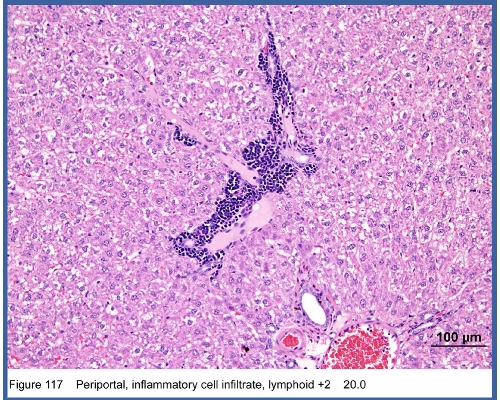 100 µm
Figure 117 Periportal, inflammatory cell infiltrate, lymphoid +2 20.0